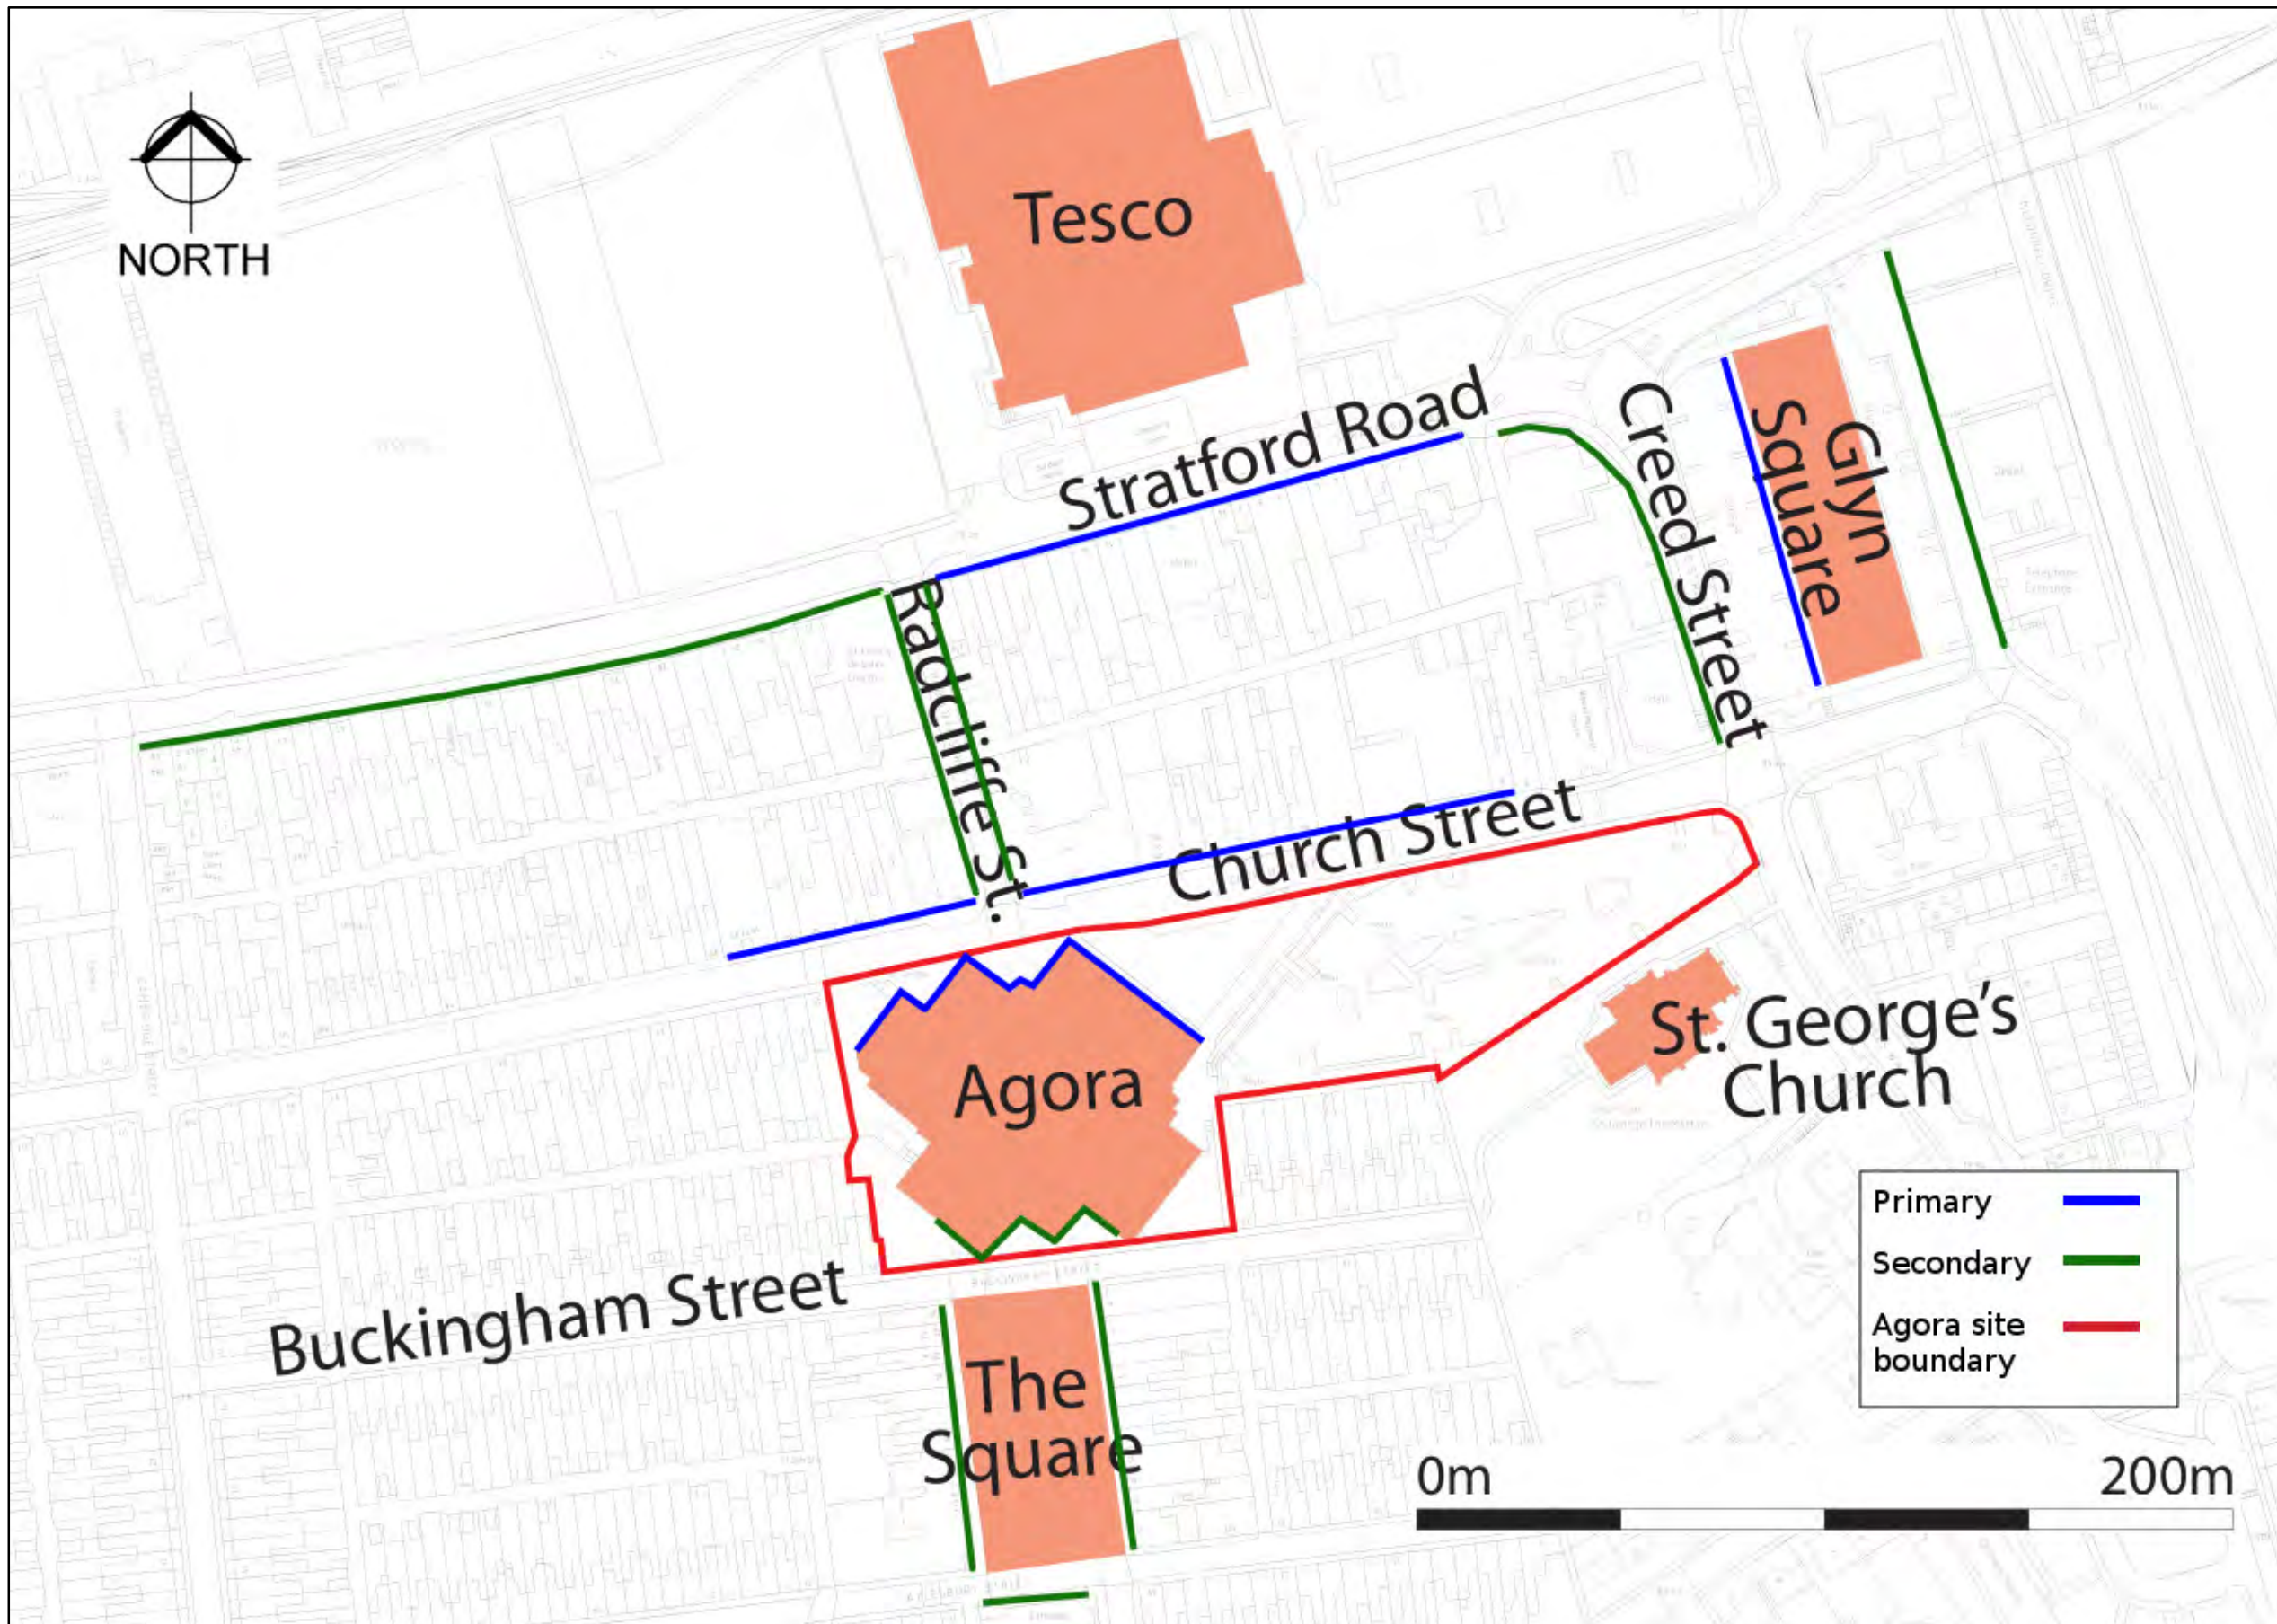 NORTH
Tesco
Stratford Road
Creed Street
Glyn
Square
Radcliffe St.
Church Street
Agora
St. George's
Church
Buckingham Street
The
Square
Primary
Secondary
Agora site
boundary
0m 200m